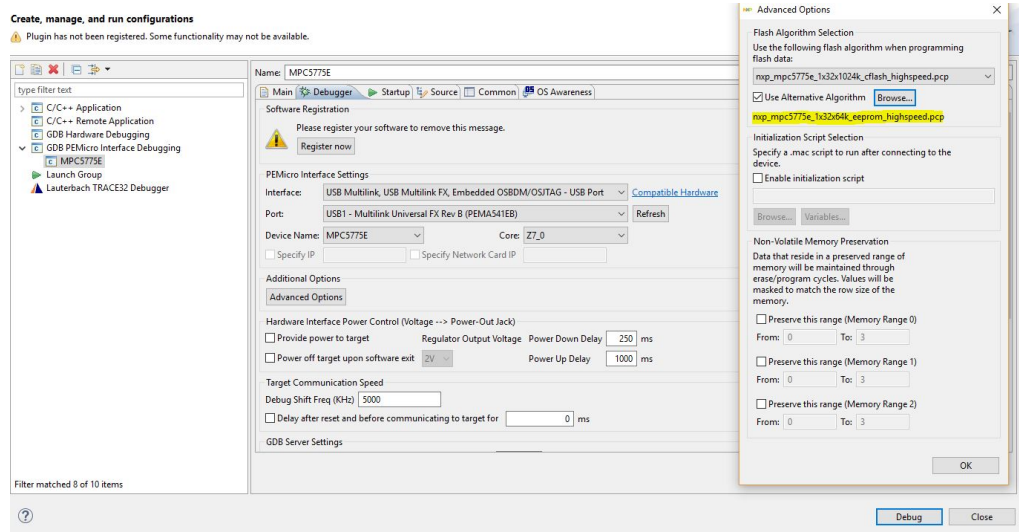 Create, manage, and run configurations
Plugin has not been registered. Some functionality may not be available.
type filter text
C/C++ Application
C/C++ Remote Application
GDB Hardware Debugging
GDB PEMicro Interface Debugging
MPC5775E
Launch Group
Lauterbach TRACE32 Debugger
Filter matched 8 of 10 items
Name: MPC5775E
Main Debugger Startup Source Common OS Awareness
Software Registration
Please register your software to remove this message.
Register now
PEMicro Interface Settings
Interface: USB Multilink, USB Multilink FX, Embedded OSBDM/OSJTAG - USB Port Compatible Hardware
Port: USB1 - Multilink Universal FX Rev B (PEMA541EB) Refresh
Device Name: MPC5775E Core: Z7_0
Specify IP Specify Network Card IP
Additional Options
Advanced Options
Hardware Interface Power Control (Voltage --> Power-Out Jack)
Provide power to target Regulator Output Voltage Power Down Delay 250 ms
Power off target upon software exit 2V Power Up Delay 1000 ms
Target Communication Speed
Debug Shift Freq (KHz) 5000
Delay after reset and before communicating to target for 0 ms
GDB Server Settings
Advanced Options
Flash Algorithm Selection
Use the following flash algorithm when programming
flash data:
nxp_mpc5775e_1x32x1024k_cflash_highspeed.pcp
Use Alternative Algorithm Browse...
nxp_mpc5775e_1x32x64k_eeprom_highspeed.pcp
Initialization Script Selection
Specify a .mac script to run after connecting to the
device.
Enable initialization script
Browse... Variables...
Non-Volatile Memory Preservation
Data that reside in a preserved range of
memory will be maintained through
erase/program cycles. Values will be
masked to match the row size of the
memory.
Preserve this range (Memory Range 0)
From: 0 To: 3
Preserve this range (Memory Range 1)
From: 0 To: 3
Preserve this range (Memory Range 2)
From: 0 To: 3
OK
Debug Close